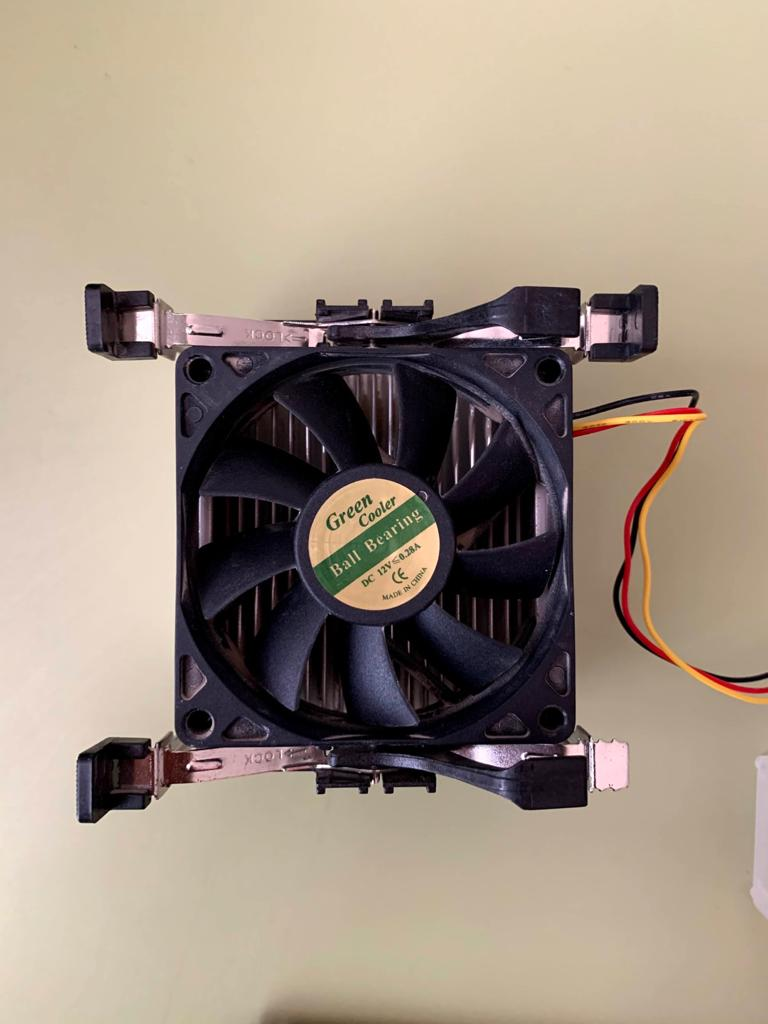 LOCK
Green
Cooler
Ball Bearing
DC 12V≤0.28A
CE
MADE IN CHINA
LOCK